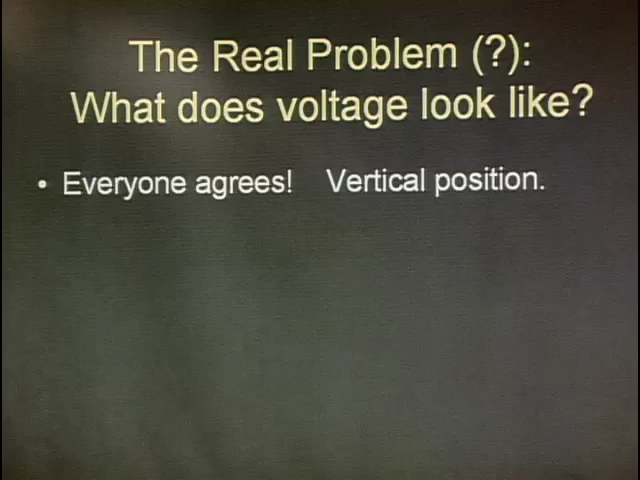 The Real Problem (?):
What does voltage look like?
• Everyone agrees! Vertical position.